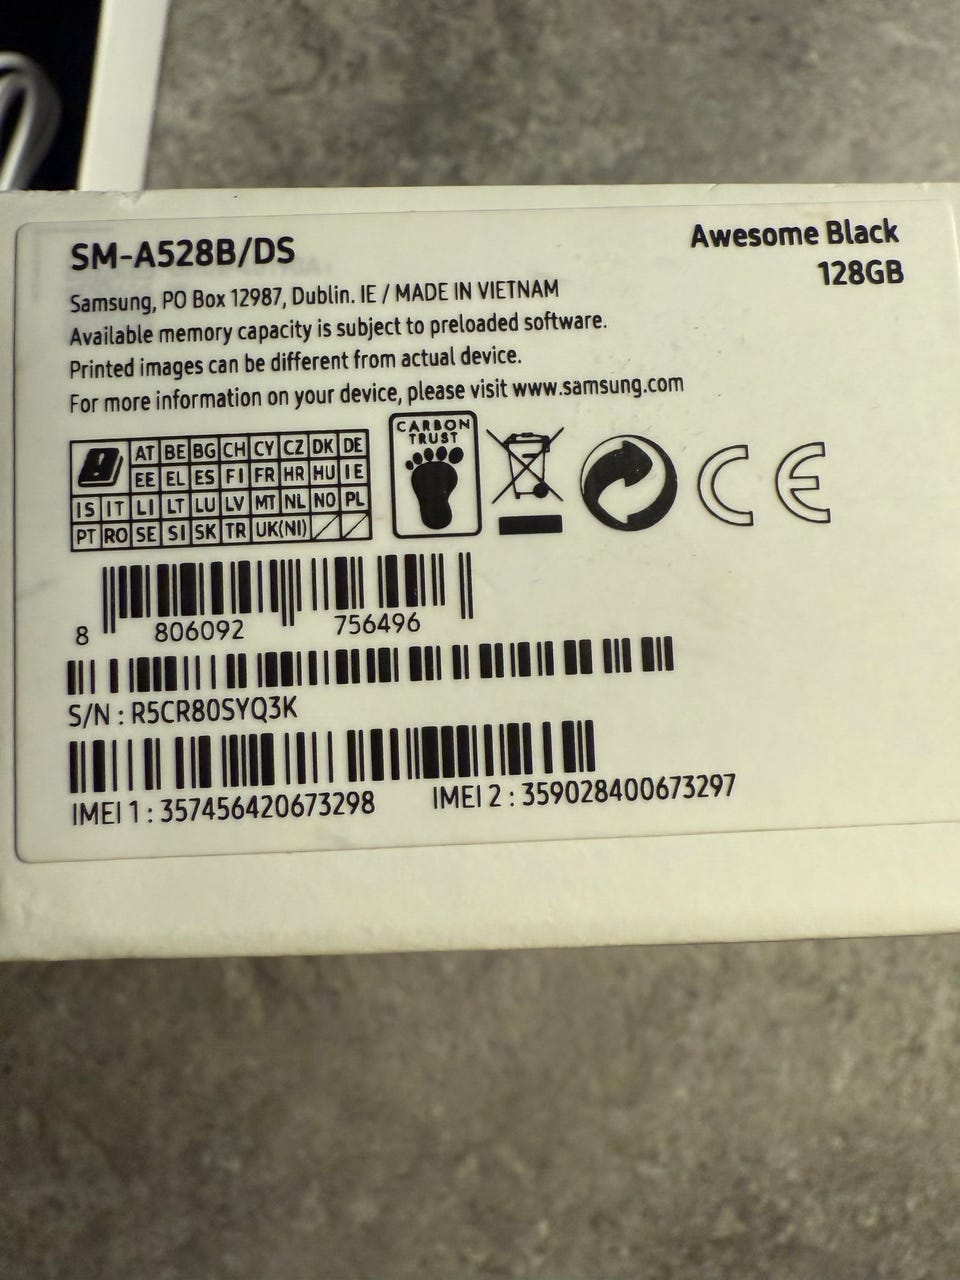 SM-A528B/DS
Awesome Black
128GB
Samsung, PO Box 12987, Dublin. IE / MADE IN VIETNAM
Available memory capacity is subject to preloaded software.
Printed images can be different from actual device.
For more information on your device, please visit www.samsung.com
AT BE BG CH CY CZ DK DE
EE EL ES FI FR HR HU IE
IS IT LI LT LU LV MT NL NO PL
PT RO SE SI SK TR UK(NI)
CARBON
TRUST
CE
8 806092 756496
S/N : R5CR80SYQ3K
IMEI 1 : 357456420673298 IMEI 2 : 359028400673297